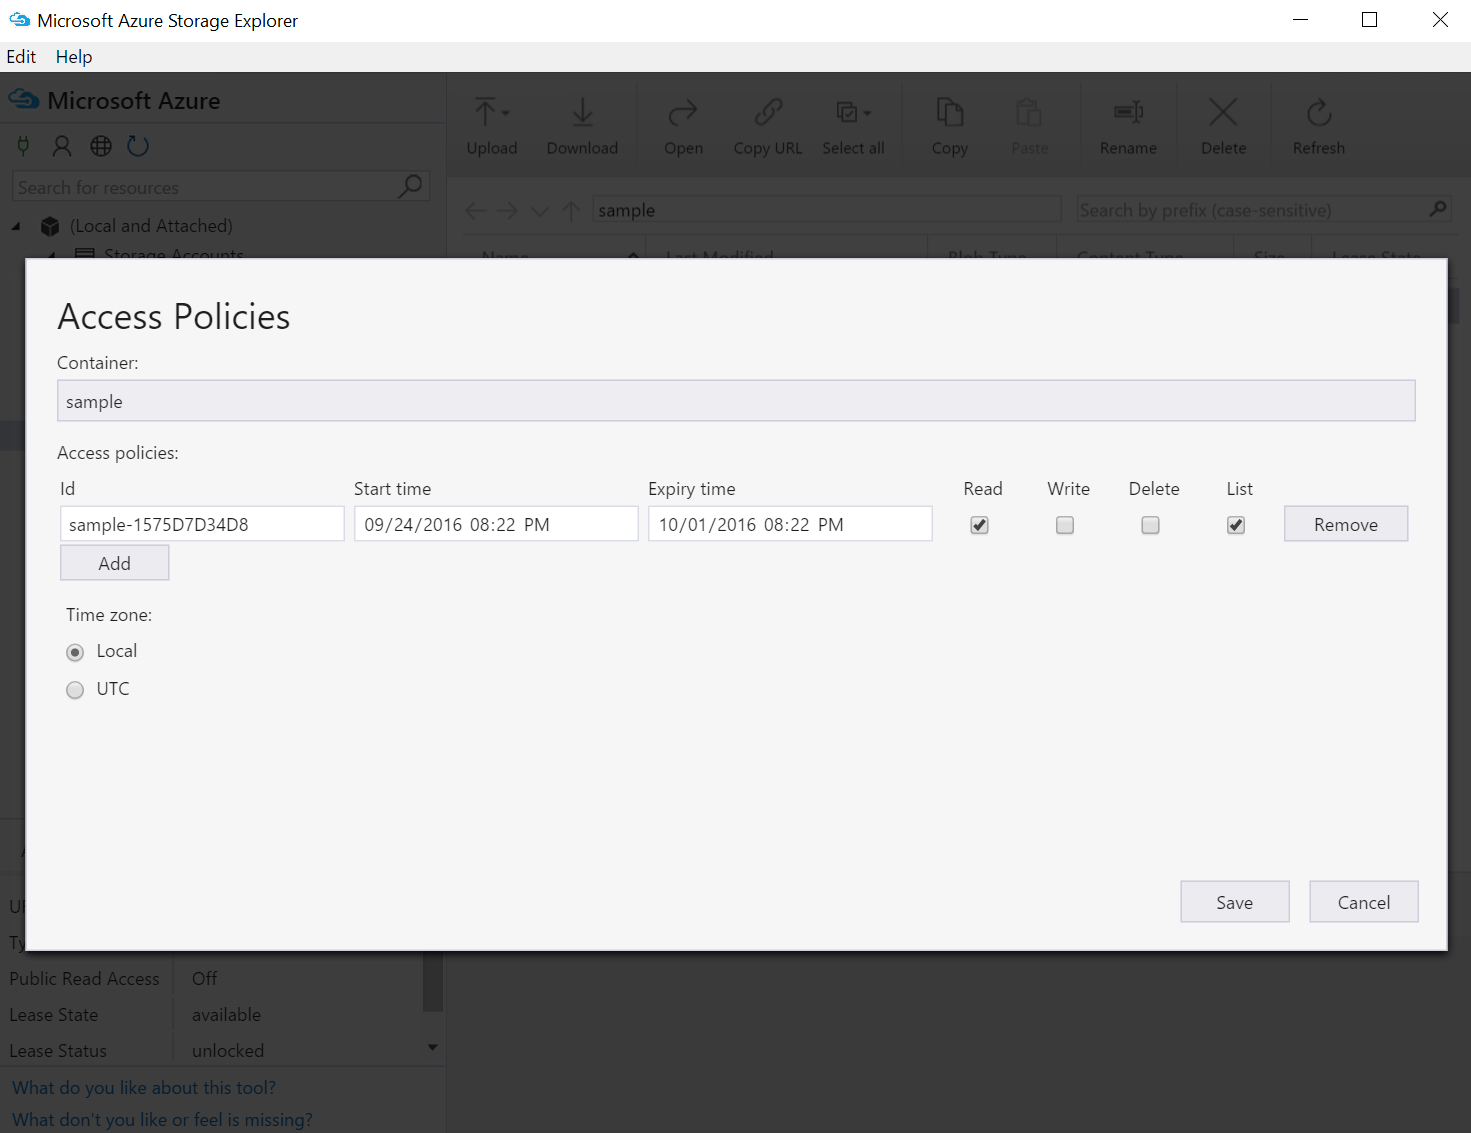 Microsoft Azure Storage Explorer
Edit Help
Microsoft Azure
Search for resources
(Local and Attached)
Storage Accounts
Upload Download Open Copy URL Select all Copy Paste Rename Delete Refresh
sample Search by prefix (case-sensitive)
Name Last Modified Blob Type Content Type Size Lease State
Access Policies
Container:
sample
Access policies:
Id Start time Expiry time Read Write Delete List
sample-1575D7D34D8 09/24/2016 08:22 PM 10/01/2016 08:22 PM Remove
Add
Time zone:
Local
UTC
Save Cancel
Public Read Access Off
Lease State available
Lease Status unlocked
What do you like about this tool?
What don't you like or feel is missing?